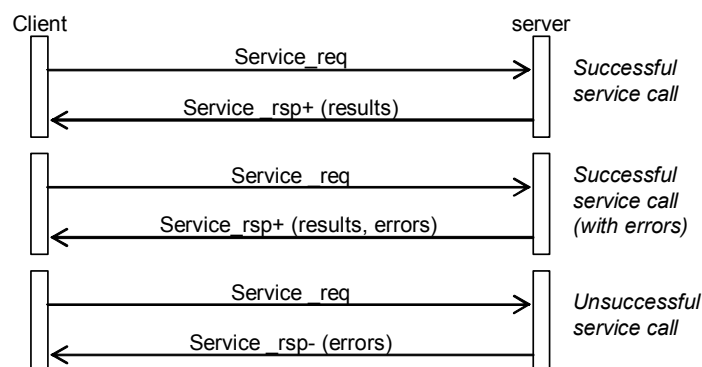 Client
server
Service_req
Successful
service call
Service _rsp+ (results)
Service _req
Successful
service call
(with errors)
Service_rsp+ (results, errors)
Service _req
Unsuccessful
service call
Service _rsp- (errors)